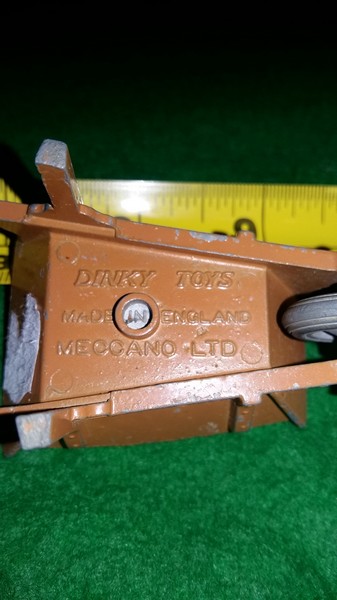 DINKY TOYS
MADE IN ENGLAND
MECCANO LTD